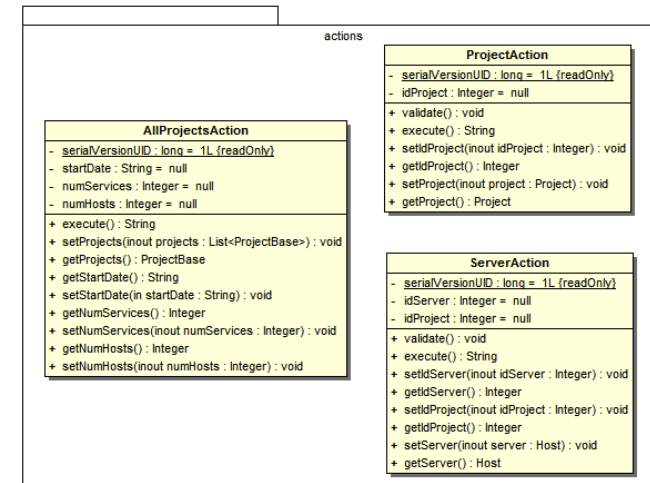 actions
AllProjectsAction
- serialVersionUID : long = 1L {readOnly}
- startDate : String = null
- numServices : Integer = null
- numHosts : Integer = null
+ execute() : String
+ setProjects(inout projects : List<ProjectBase>) : void
+ getProjects() : ProjectBase
+ getStartDate() : String
+ setStartDate(in startDate : String) : void
+ getNumServices() : Integer
+ setNumServices(inout numServices : Integer) : void
+ getNumHosts() : Integer
+ setNumHosts(inout numHosts : Integer) : void
ProjectAction
- serialVersionUID : long = 1L {readOnly}
- idProject : Integer = null
+ validate() : void
+ execute() : String
+ setIdProject(inout idProject : Integer) : void
+ getIdProject() : Integer
+ setProject(inout project : Project) : void
+ getProject() : Project
ServerAction
- serialVersionUID : long = 1L {readOnly}
- idServer : Integer = null
- idProject : Integer = null
+ validate() : void
+ execute() : String
+ setIdServer(inout idServer : Integer) : void
+ getIdServer() : Integer
+ setIdProject(inout idProject : Integer) : void
+ getIdProject() : Integer
+ setServer(inout server : Host) : void
+ getServer() : Host